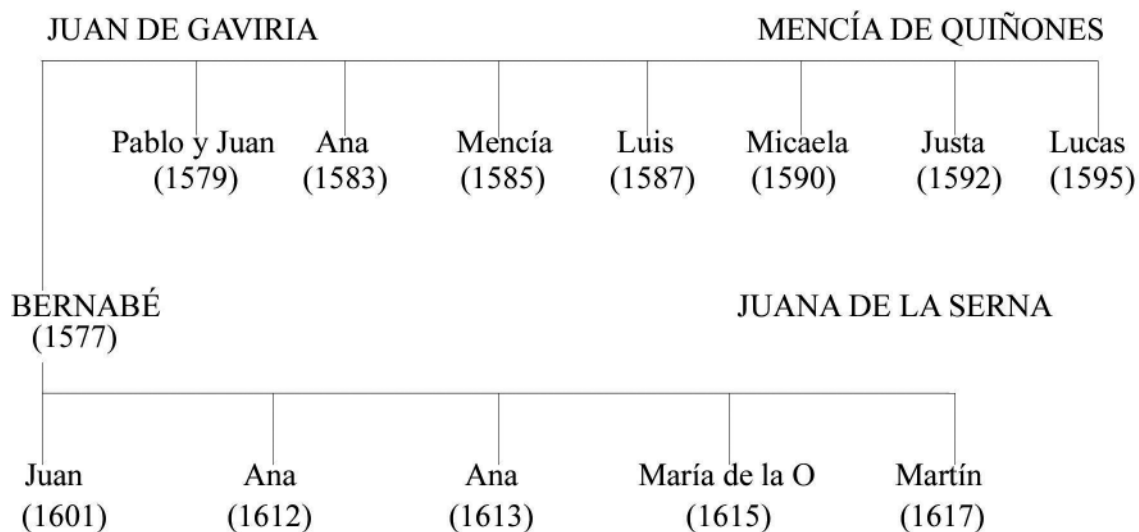 JUAN DE GAVIRIA MENCÍA DE QUIÑONES
Pablo y Juan Ana Mencía Luis Micaela Justa Lucas
(1579) (1583) (1585) (1587) (1590) (1592) (1595)
BERNABÉ JUANA DE LA SERNA
(1577)
Juan Ana Ana María de la O Martín
(1601) (1612) (1613) (1615) (1617)